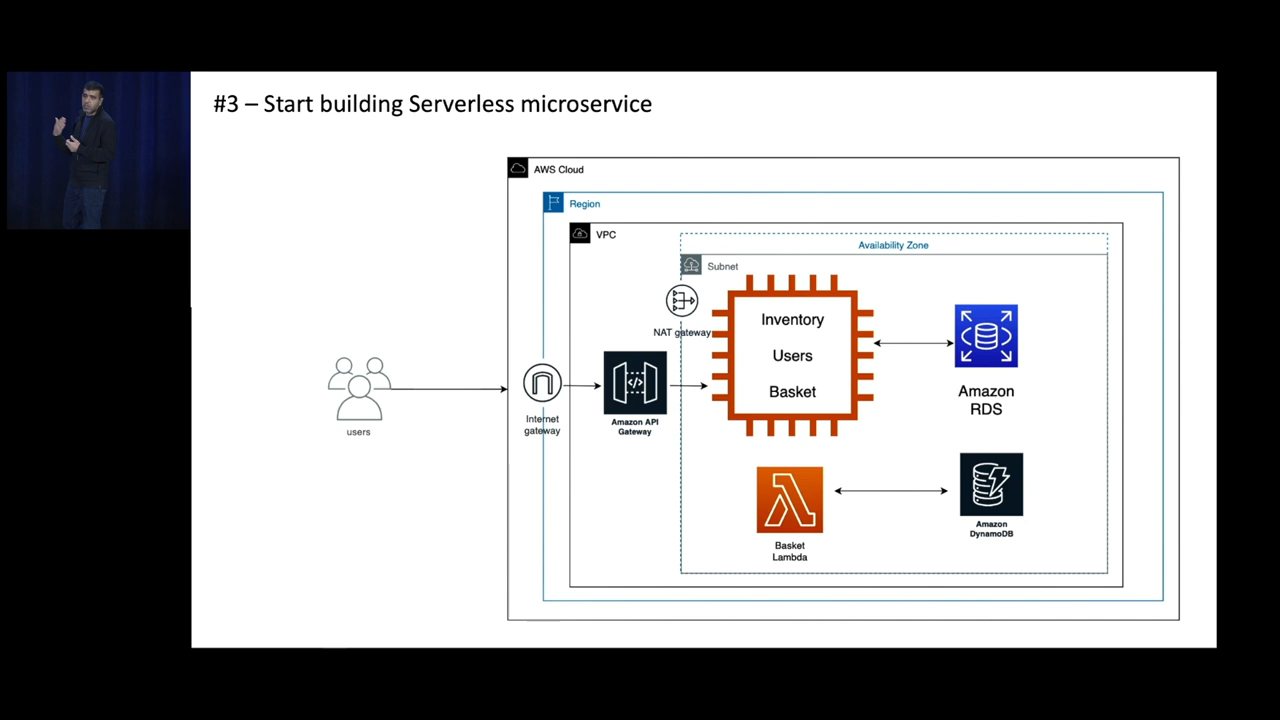 #3 – Start building Serverless microservice
AWS Cloud
Region
VPC
Availability Zone
Subnet
NAT gateway
Inventory
Users
Basket
Amazon
RDS
Internet
gateway
Amazon API
Gateway
users
Basket
Lambda
Amazon
DynamoDB